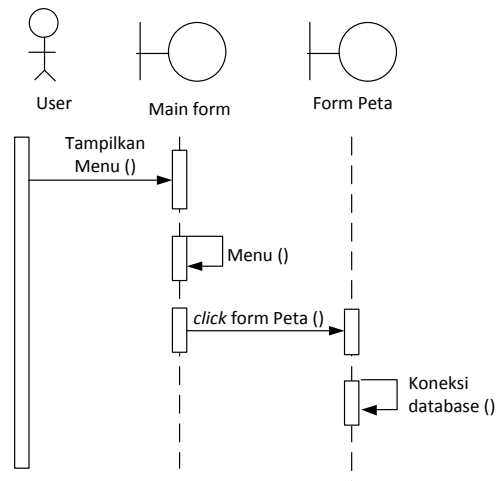 User
Main form
Form Peta
Tampilkan
Menu ()
Menu ()
click form Peta ()
Koneksi
database ()